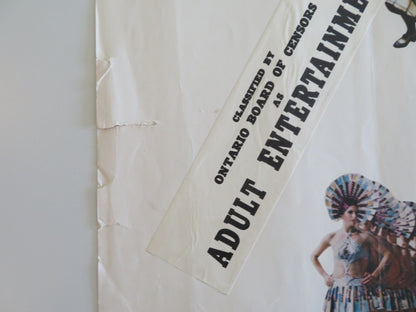 CLASSIFIED BY
ONTARIO BOARD OF CENSORS
AS
ADULT ENTERTAINME